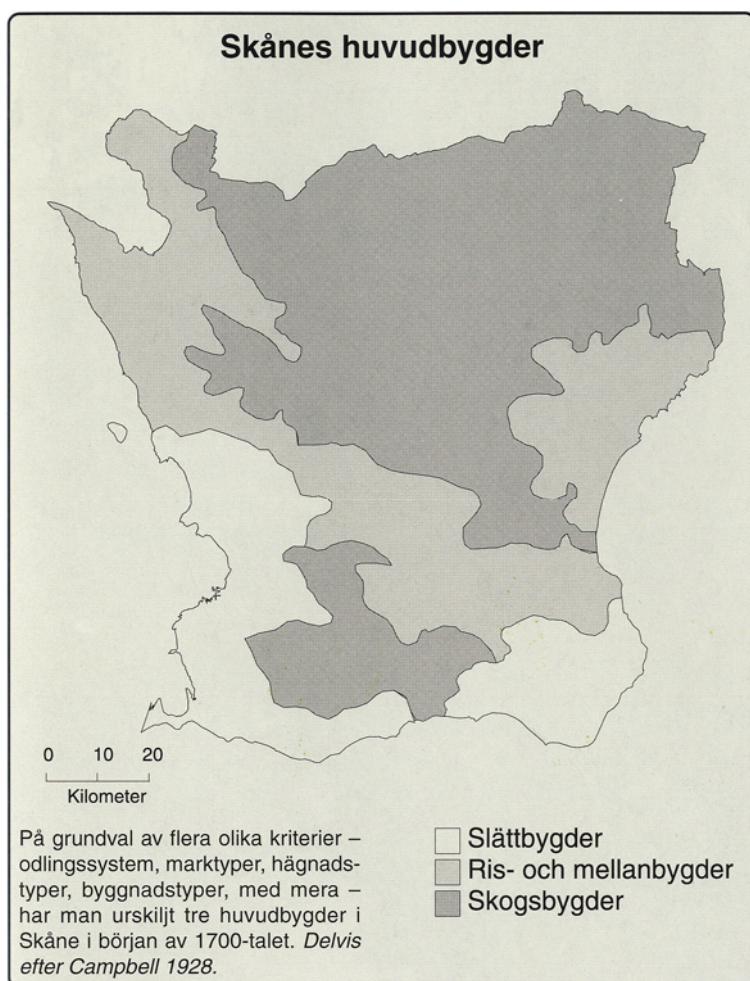 Skånes huvudbygder
0 10 20
Kilometer
På grundval av flera olika kriterier –
odlingssystem, marktyper, hägnads-
typer, byggnadstyper, med mera –
har man urskiljt tre huvudbygder i
Skåne i början av 1700-talet. Delvis
efter Campbell 1928.
Slättbygder
Ris- och mellanbygder
Skogsbygder